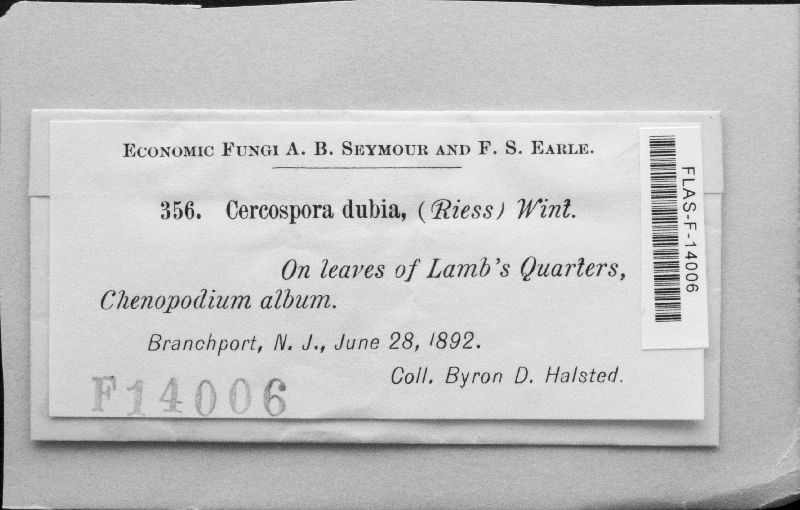 Economic Fungi A. B. Seymour and F. S. Earle.
356. Cercospora dubia, (Riess) Wint.
On leaves of Lamb's Quarters,
Chenopodium album.
Branchport, N. J., June 28, 1892.
Coll. Byron D. Halsted.
F14006
FLAS-F-14006